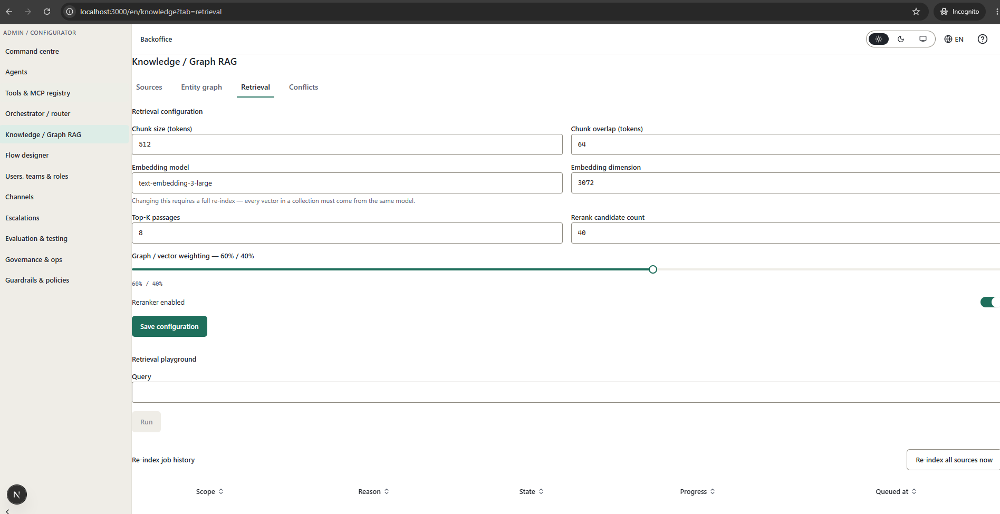 localhost:3000/en/knowledge?tab=retrieval
Incognito
ADMIN / CONFIGURATOR
Command centre
Agents
Tools & MCP registry
Orchestrator / router
Knowledge / Graph RAG
Flow designer
Users, teams & roles
Channels
Escalations
Evaluation & testing
Governance & ops
Guardrails & policies
N
Backoffice
EN
Knowledge / Graph RAG
Sources Entity graph Retrieval Conflicts
Retrieval configuration
Chunk size (tokens) Chunk overlap (tokens)
512 64
Embedding model Embedding dimension
text-embedding-3-large 3072
Changing this requires a full re-index — every vector in a collection must come from the same model.
Top-K passages Rerank candidate count
8 40
Graph / vector weighting — 60% / 40%
60% / 40%
Reranker enabled
Save configuration
Retrieval playground
Query
Run
Re-index job history Re-index all sources now
Scope Reason State Progress Queued at